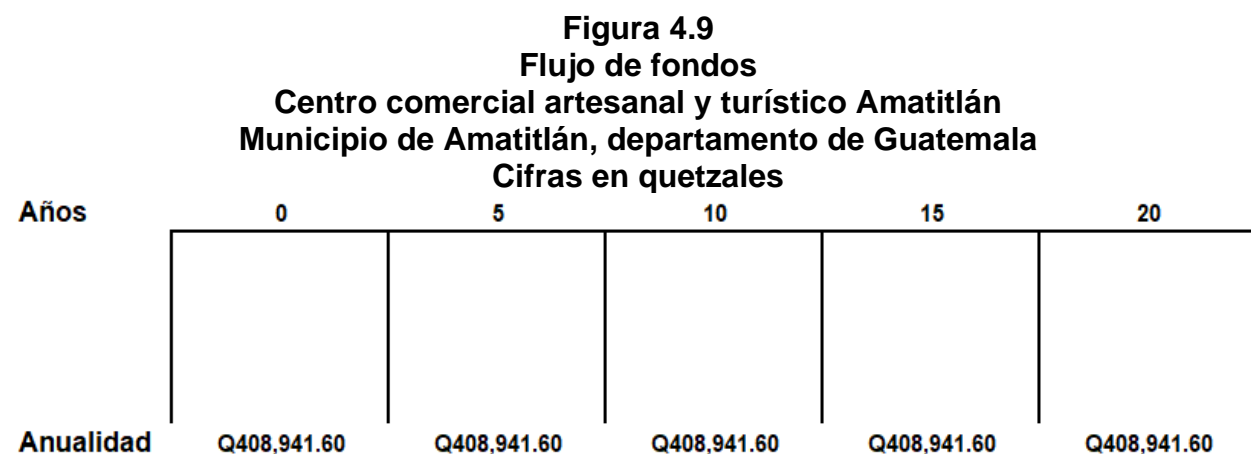 Figura 4.9
Flujo de fondos
Centro comercial artesanal y turístico Amatitlán
Municipio de Amatitlán, departamento de Guatemala
Cifras en quetzales
Años 0 5 10 15 20
Anualidad Q408,941.60 Q408,941.60 Q408,941.60 Q408,941.60 Q408,941.60